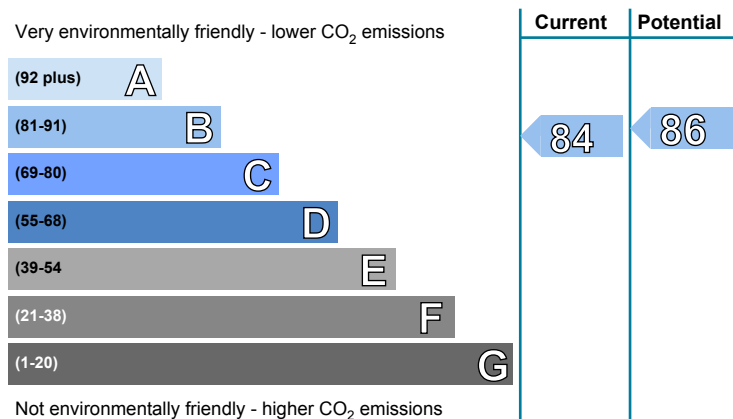 Very environmentally friendly - lower CO2 emissions
Current
Potential
(92 plus) A
(81-91) B
84
86
(69-80) C
(55-68) D
(39-54 E
(21-38) F
(1-20) G
Not environmentally friendly - higher CO2 emissions